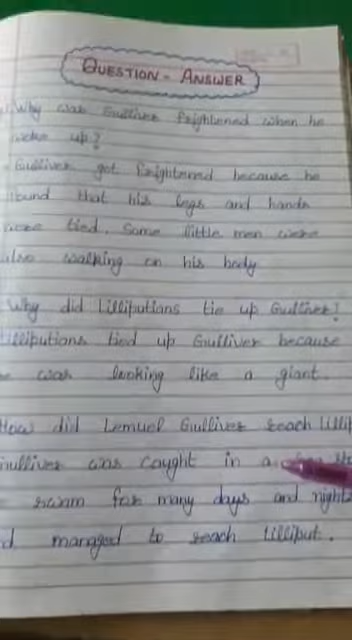 QUESTION - ANSWER
Why was Gulliver frightened when he
woke up?
Gulliver got frightened because he
ound that his legs and hands
were tied. Some little men were
also walking on his body
Why did Lilliputians tie up Gulliver?
illiputions tied up Gulliver because
e was looking like a giant.
How did Lemuel Gulliver reach Lillip
Gulliver was caught in a
swam for many days and nights
d managed to reach Lilliput.